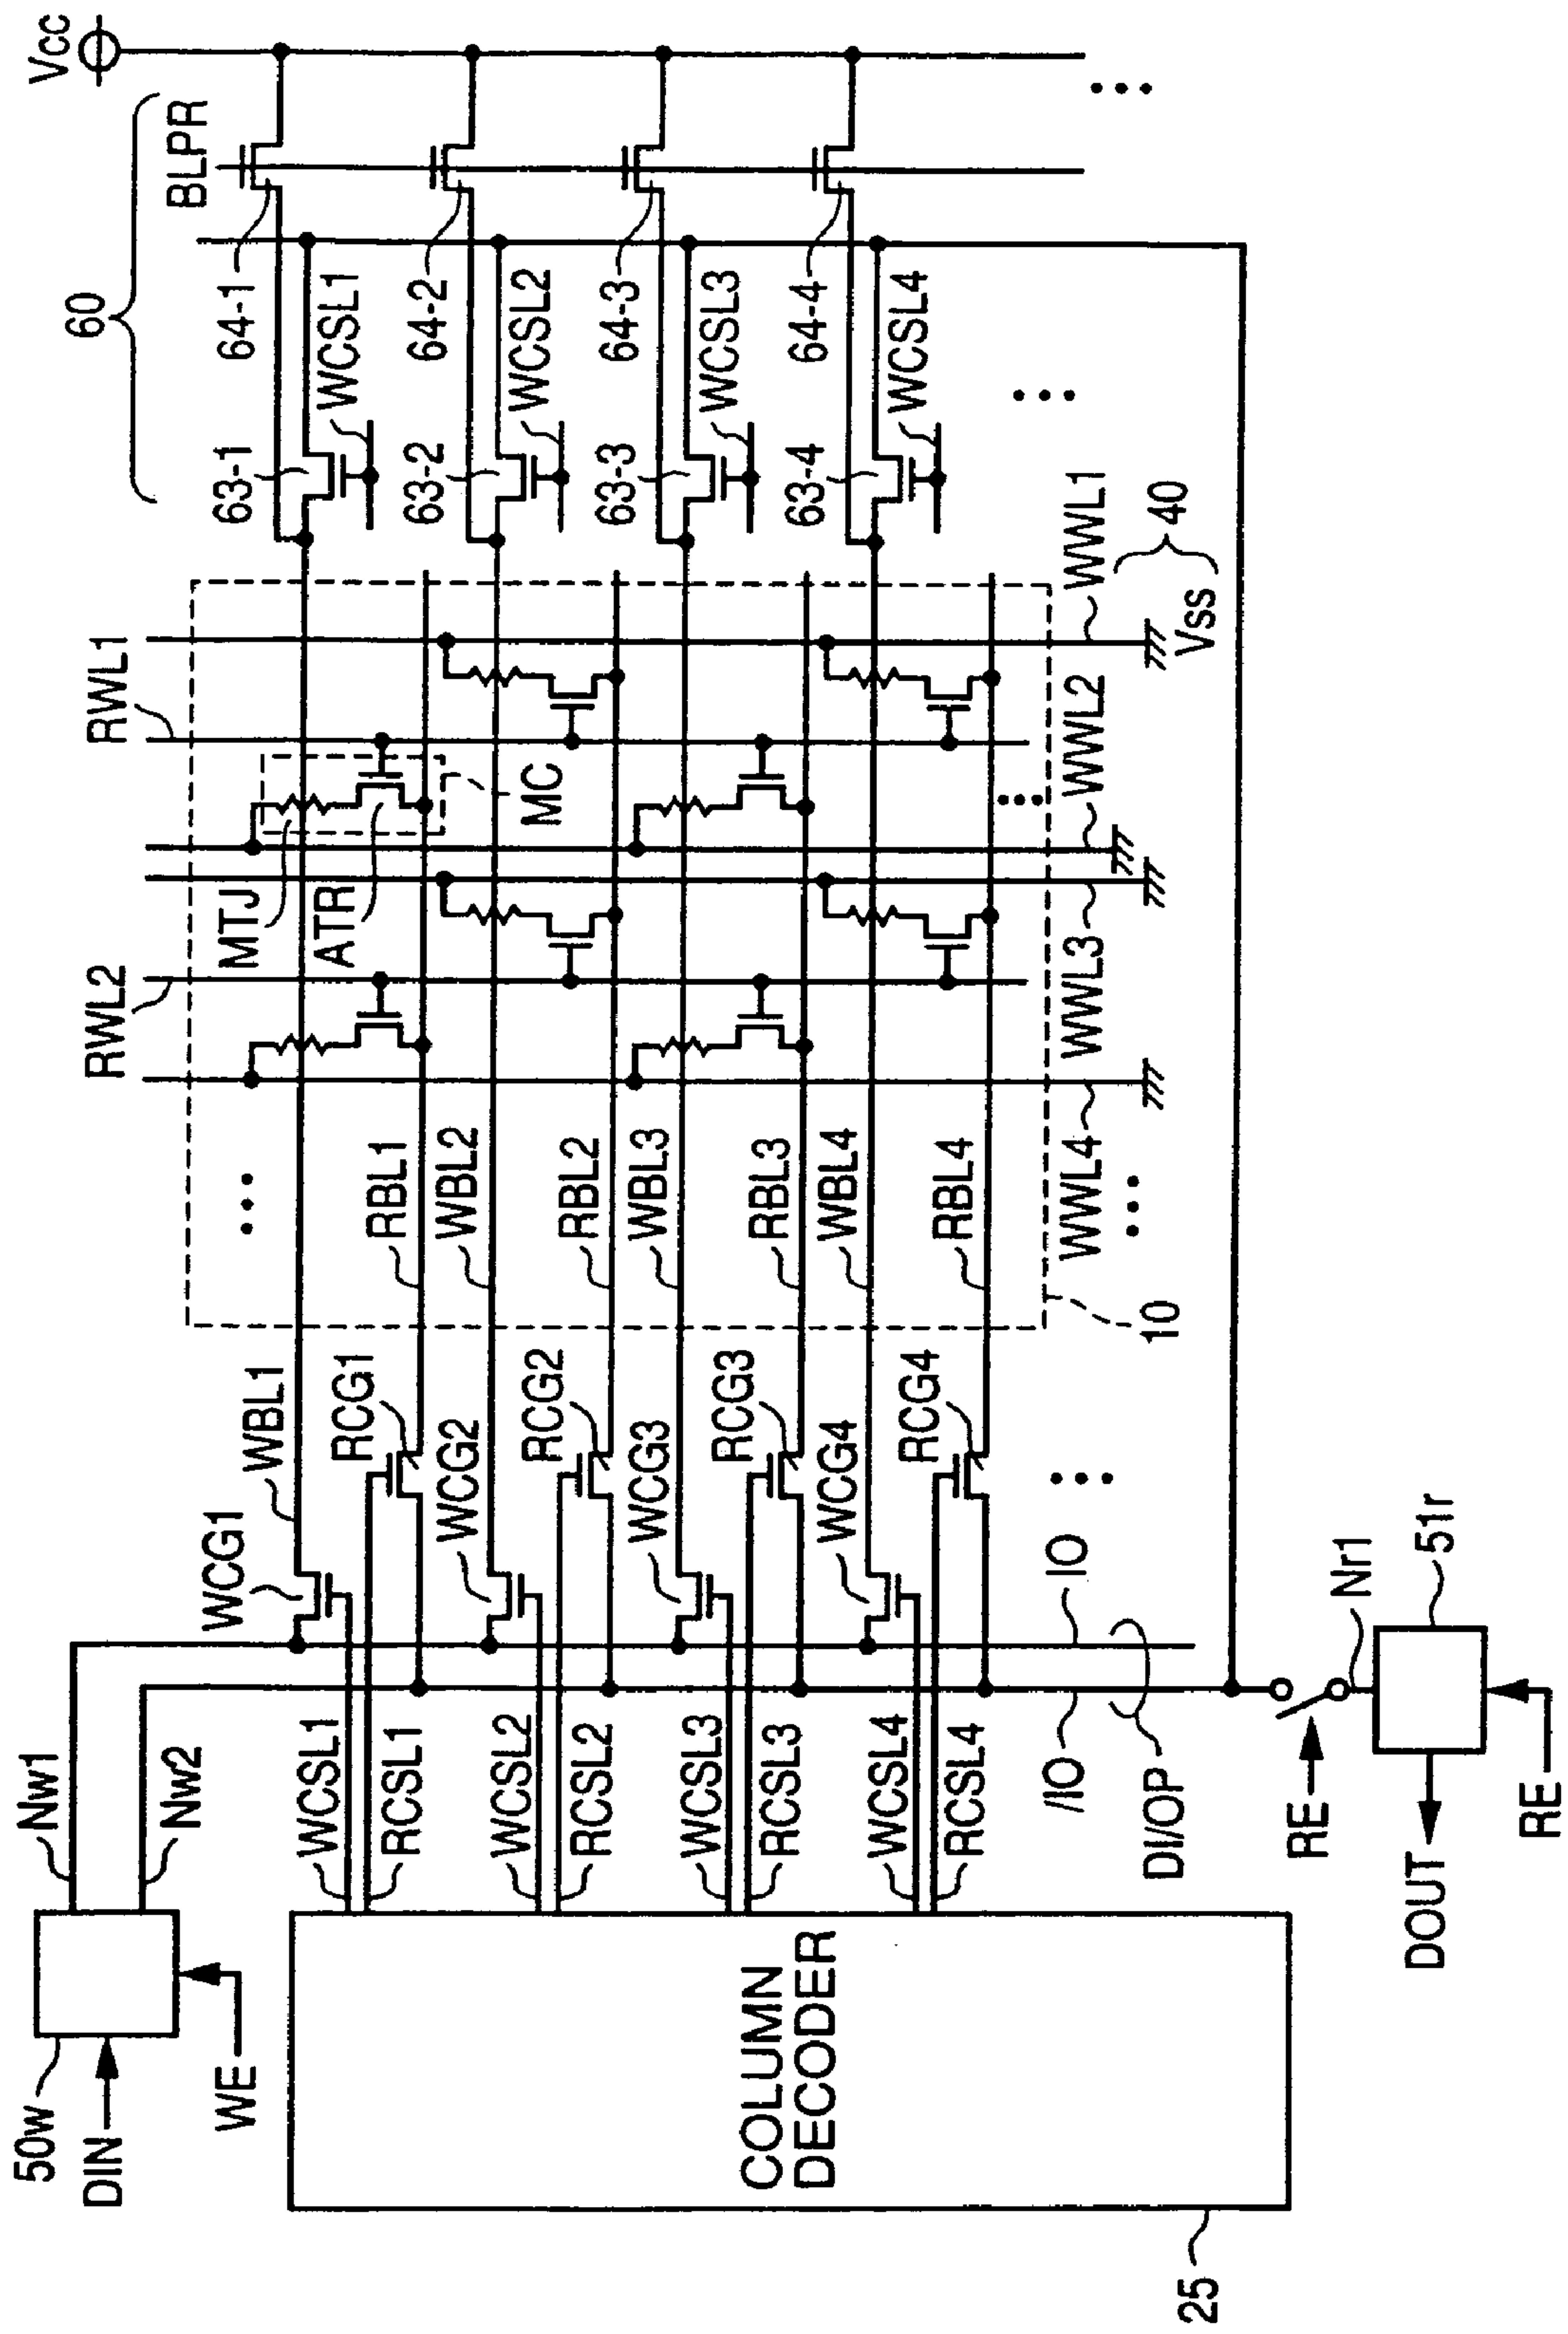 50w
DIN
WE
Nw1
Nw2
COLUMN
DECODER
25
WCSL1
RCSL1
WCSL2
RCSL2
WCSL3
RCSL3
WCSL4
RCSL4
/IO
IO
DI/OP
RE
Nr1
51r
DOUT
RE
WCG1
WBL1
RCG1
WCG2
RCG2
WCG3
RCG3
WCG4
RCG4
10
RBL1
WBL2
RBL2
WBL3
RBL3
WBL4
RBL4
WWL4
WWL3
WWL2
WWL1
RWL2
RWL1
MTJ
ATR
MC
Vss
40
60
63-1
64-1
WCSL1
63-2
64-2
WCSL2
63-3
64-3
WCSL3
63-4
64-4
WCSL4
BLPR
Vcc